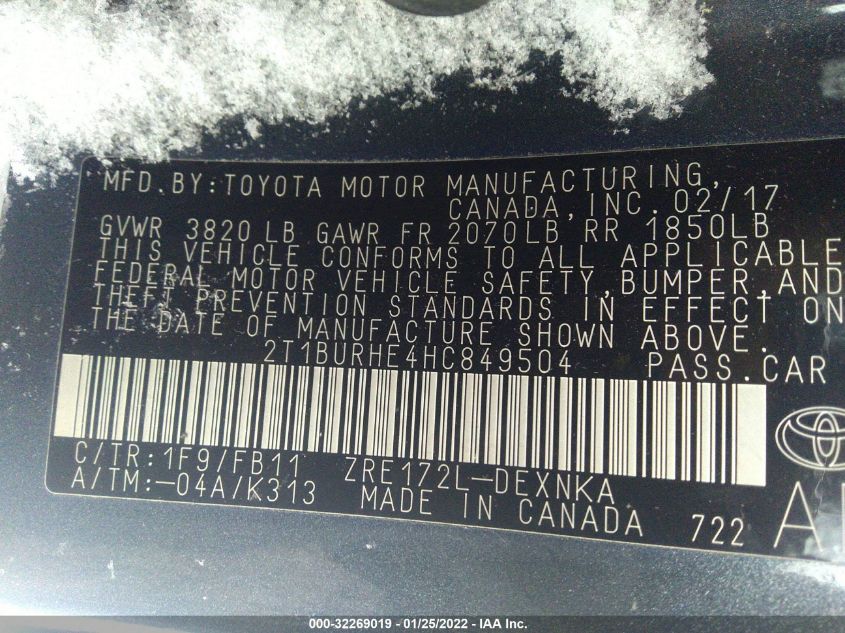 MFD.BY:TOYOTA MOTOR MANUFACTURING,
CANADA,INC. 02/17
GVWR 3820 LB GAWR FR 2070LB RR 1850LB
THIS VEHICLE CONFORMS TO ALL APPLICABLE
FEDERAL MOTOR VEHICLE SAFETY,BUMPER,AND
THEFT PREVENTION STANDARDS IN EFFECT ON
THE DATE OF MANUFACTURE SHOWN ABOVE.
2T1BURHE4HC849504 PASS.CAR
C/TR:1F9/FB11 ZRE172L-DEXNKA
A/TM:-04A/K313 MADE IN CANADA 722
000-32269019 - 01/25/2022 - IAA Inc.